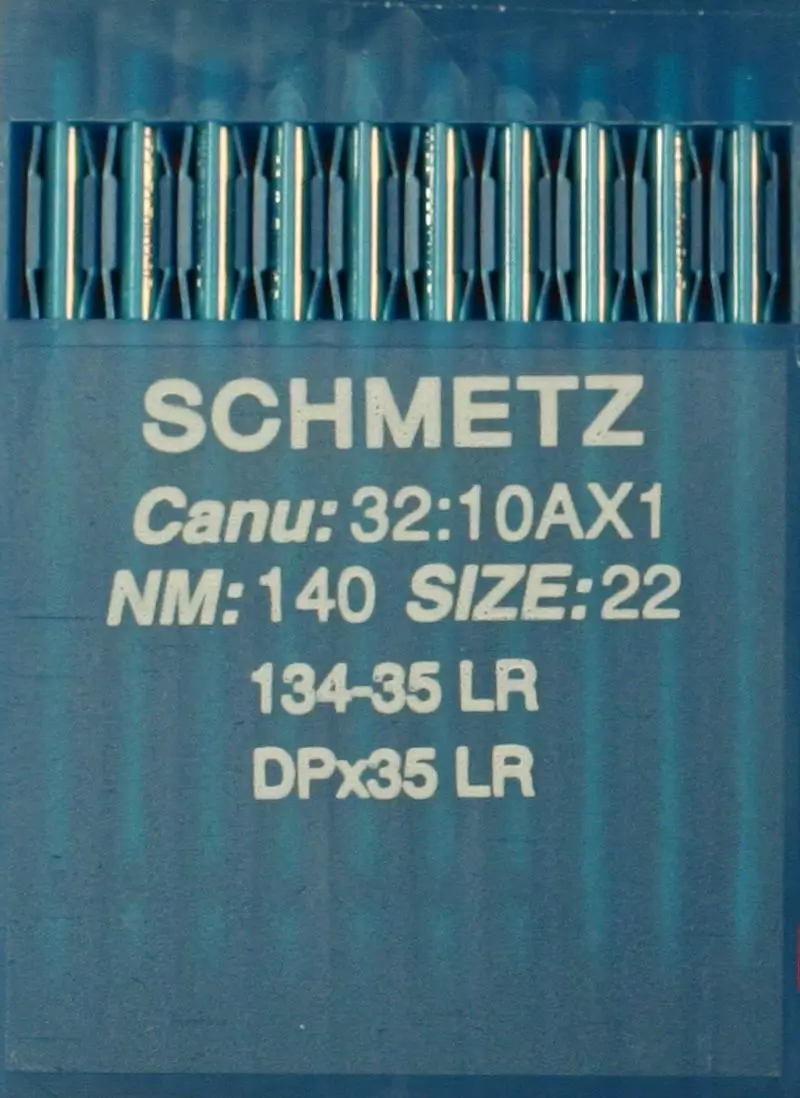 SCHMETZ
Canu: 32:10AX1
NM: 140 SIZE: 22
134-35 LR
DPx35 LR